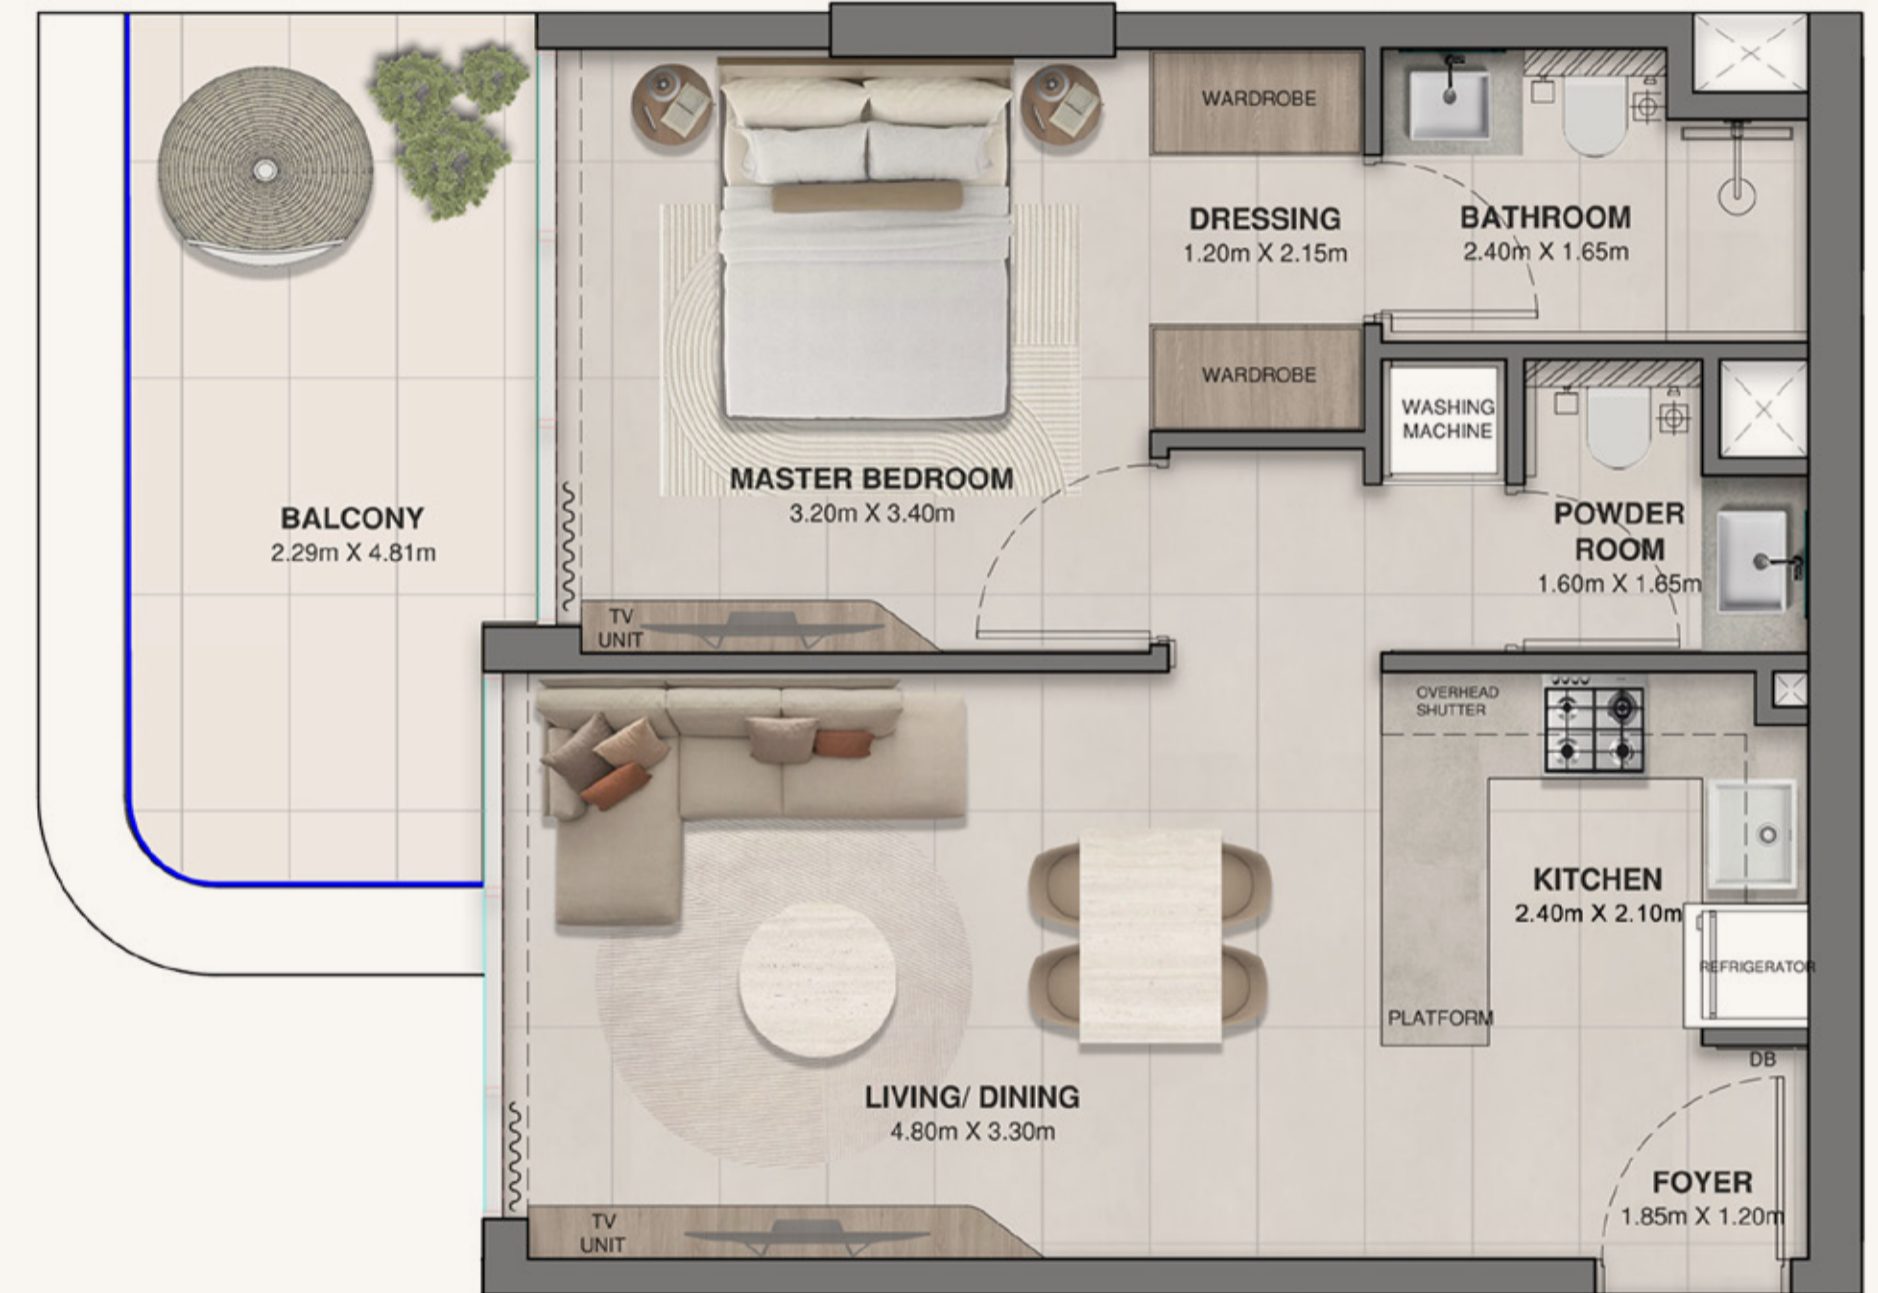 WARDROBE
DRESSING
1.20m X 2.15m
BATHROOM
2.40m X 1.65m
WARDROBE
WASHING
MACHINE
MASTER BEDROOM
3.20m X 3.40m
BALCONY
2.29m X 4.81m
POWDER
ROOM
1.60m X 1.65m
TV
UNIT
OVERHEAD
SHUTTER
KITCHEN
2.40m X 2.10m
REFRIGERATOR
PLATFORM
DB
LIVING/ DINING
4.80m X 3.30m
FOYER
1.85m X 1.20m
TV
UNIT